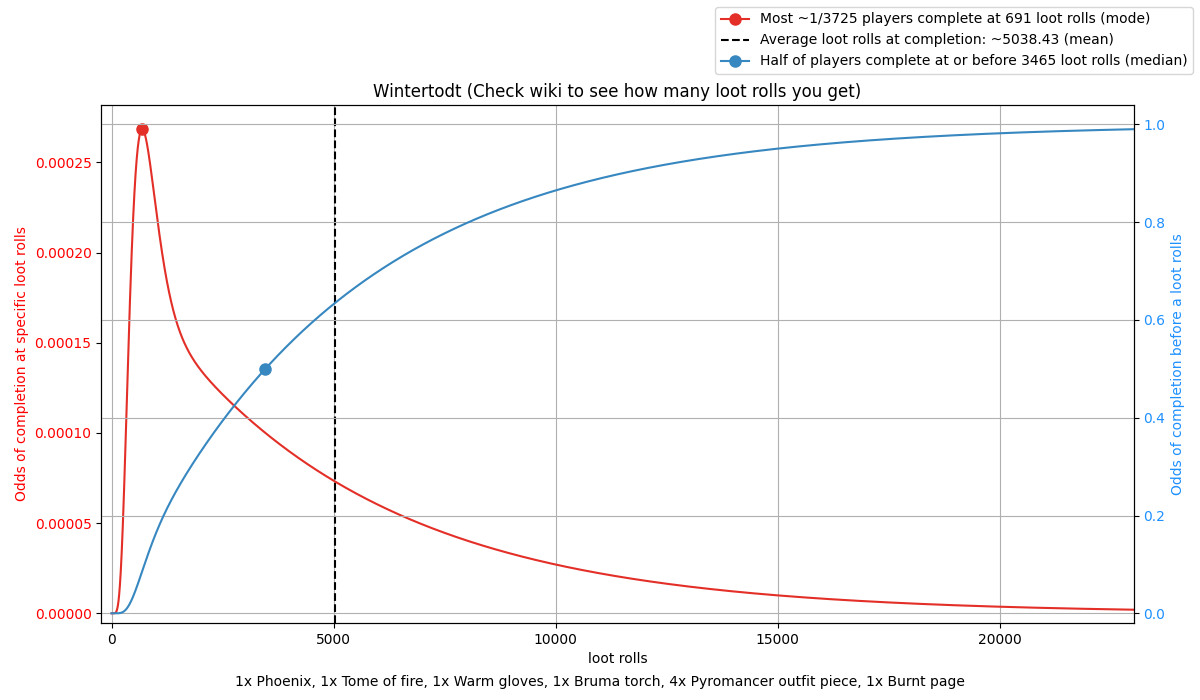 Most ~1/3725 players complete at 691 loot rolls (mode)
Average loot rolls at completion: ~5038.43 (mean)
Half of players complete at or before 3465 loot rolls (median)
Wintertodt (Check wiki to see how many loot rolls you get)
Odds of completion at specific loot rolls
0.00025
0.00020
0.00015
0.00010
0.00005
0.00000
1.0
0.8
0.6
0.4
0.2
0.0
Odds of completion before a loot rolls
0 5000 10000 15000 20000
loot rolls
1x Phoenix, 1x Tome of fire, 1x Warm gloves, 1x Bruma torch, 4x Pyromancer outfit piece, 1x Burnt page